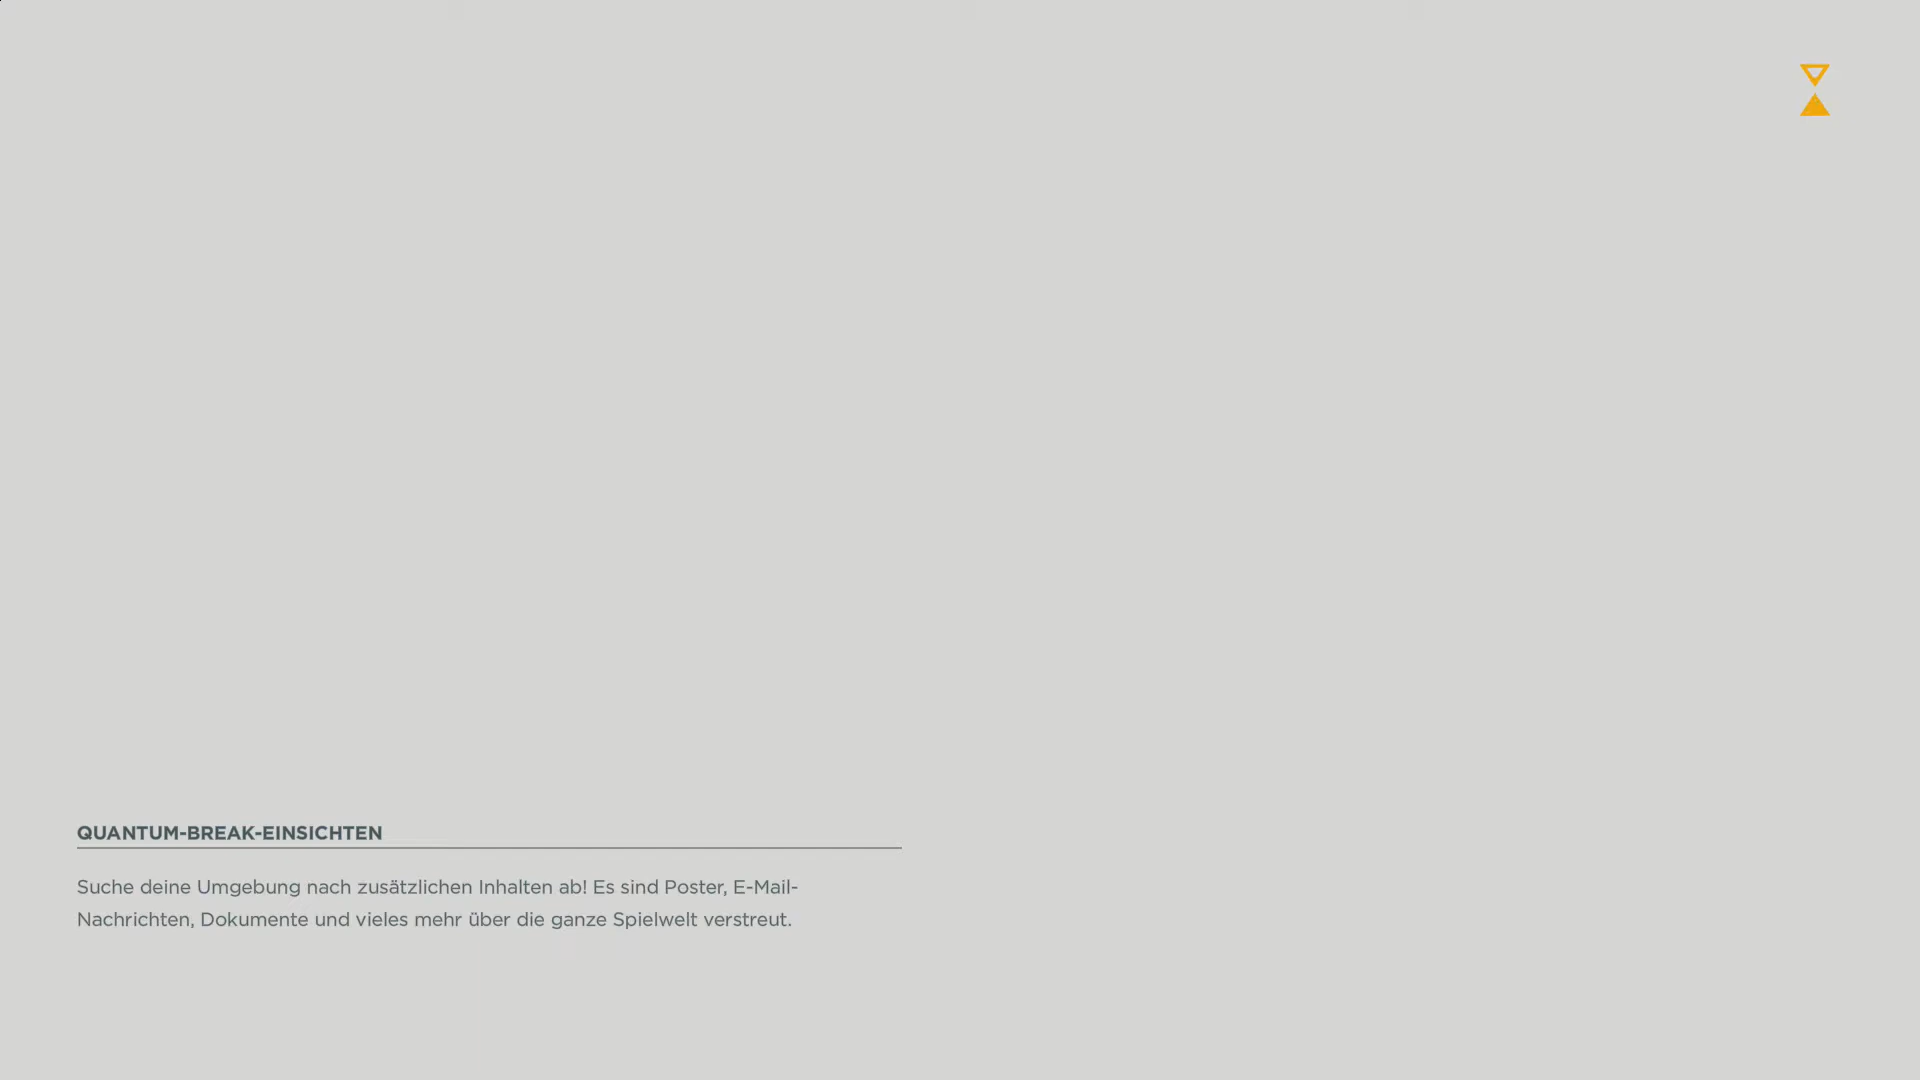 QUANTUM-BREAK-EINSICHTEN
Suche deine Umgebung nach zusätzlichen Inhalten ab! Es sind Poster, E-Mail-
Nachrichten, Dokumente und vieles mehr über die ganze Spielwelt verstreut.